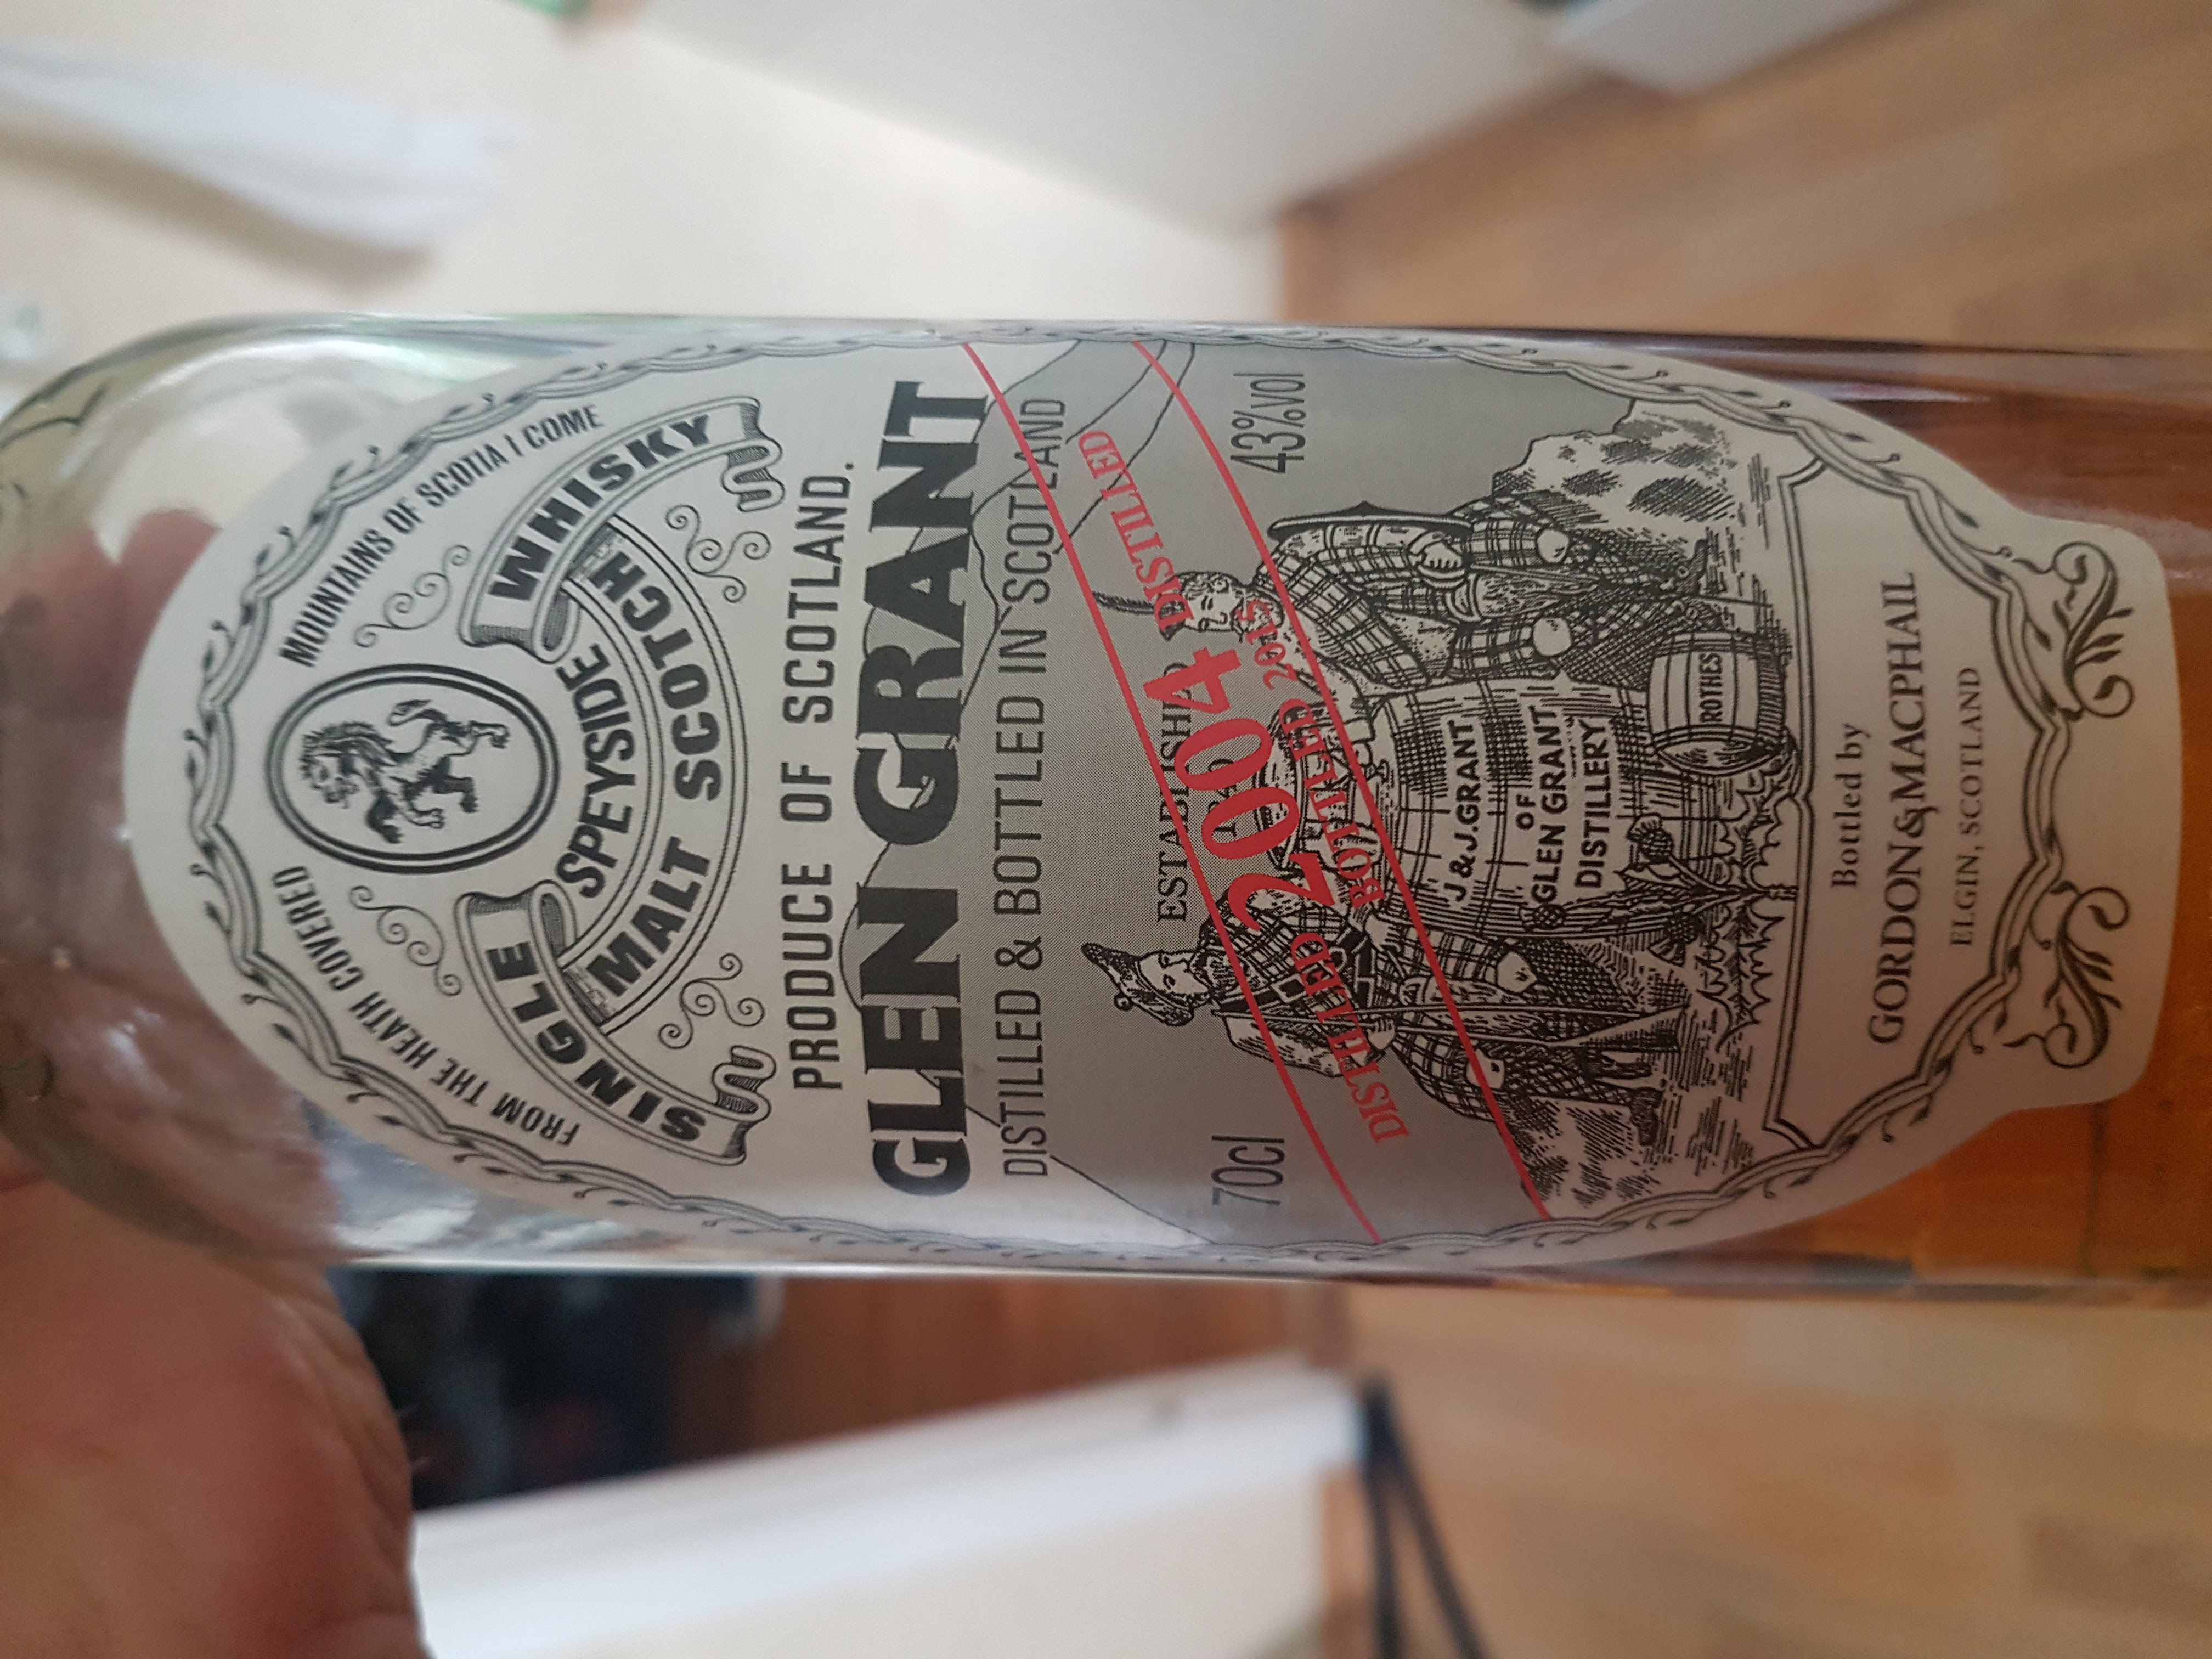 FROM THE HEATH COVERED MOUNTAINS OF SCOTIA I COME
SINGLE SPEYSIDE WHISKY
MALT SCOTCH
PRODUCE OF SCOTLAND.
GLEN GRANT
DISTILLED & BOTTLED IN SCOTLAND
ESTABLISHED
70cl
43%vol
DISTILLED 2004 DISTILLED
BOTTLED 2015
J & J. GRANT
OF
GLEN GRANT
DISTILLERY
ROTHES
Bottled by
GORDON & MACPHAIL
ELGIN, SCOTLAND